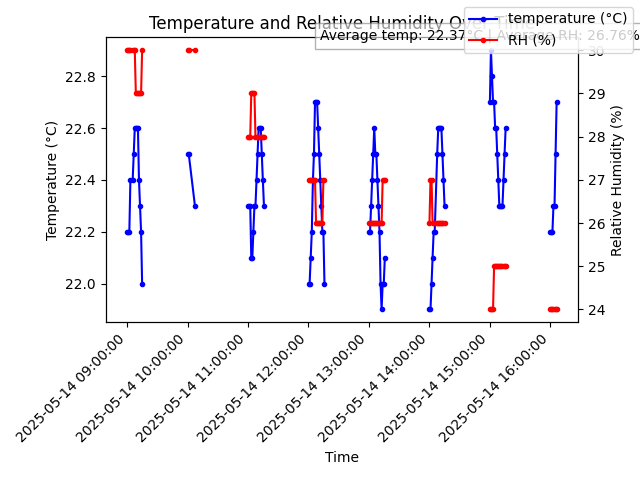 Temperature and Relative Humidity Over Time
Average temp: 22.37°C | Average RH: 26.76%
temperature (°C)
RH (%)
Temperature (°C)
22.8
22.6
22.4
22.2
22.0
30
29
28
27
26
25
24
Relative Humidity (%)
2025-05-14 09:00:00
2025-05-14 10:00:00
2025-05-14 11:00:00
2025-05-14 12:00:00
2025-05-14 13:00:00
2025-05-14 14:00:00
2025-05-14 15:00:00
2025-05-14 16:00:00
Time